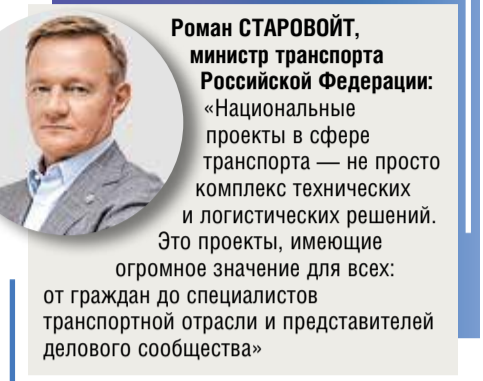 Роман СТАРОВОЙТ,
министр транспорта
Российской Федерации:
«Национальные
проекты в сфере
транспорта — не просто
комплекс технических
и логистических решений.
Это проекты, имеющие
огромное значение для всех:
от граждан до специалистов
транспортной отрасли и представителей
делового сообщества»